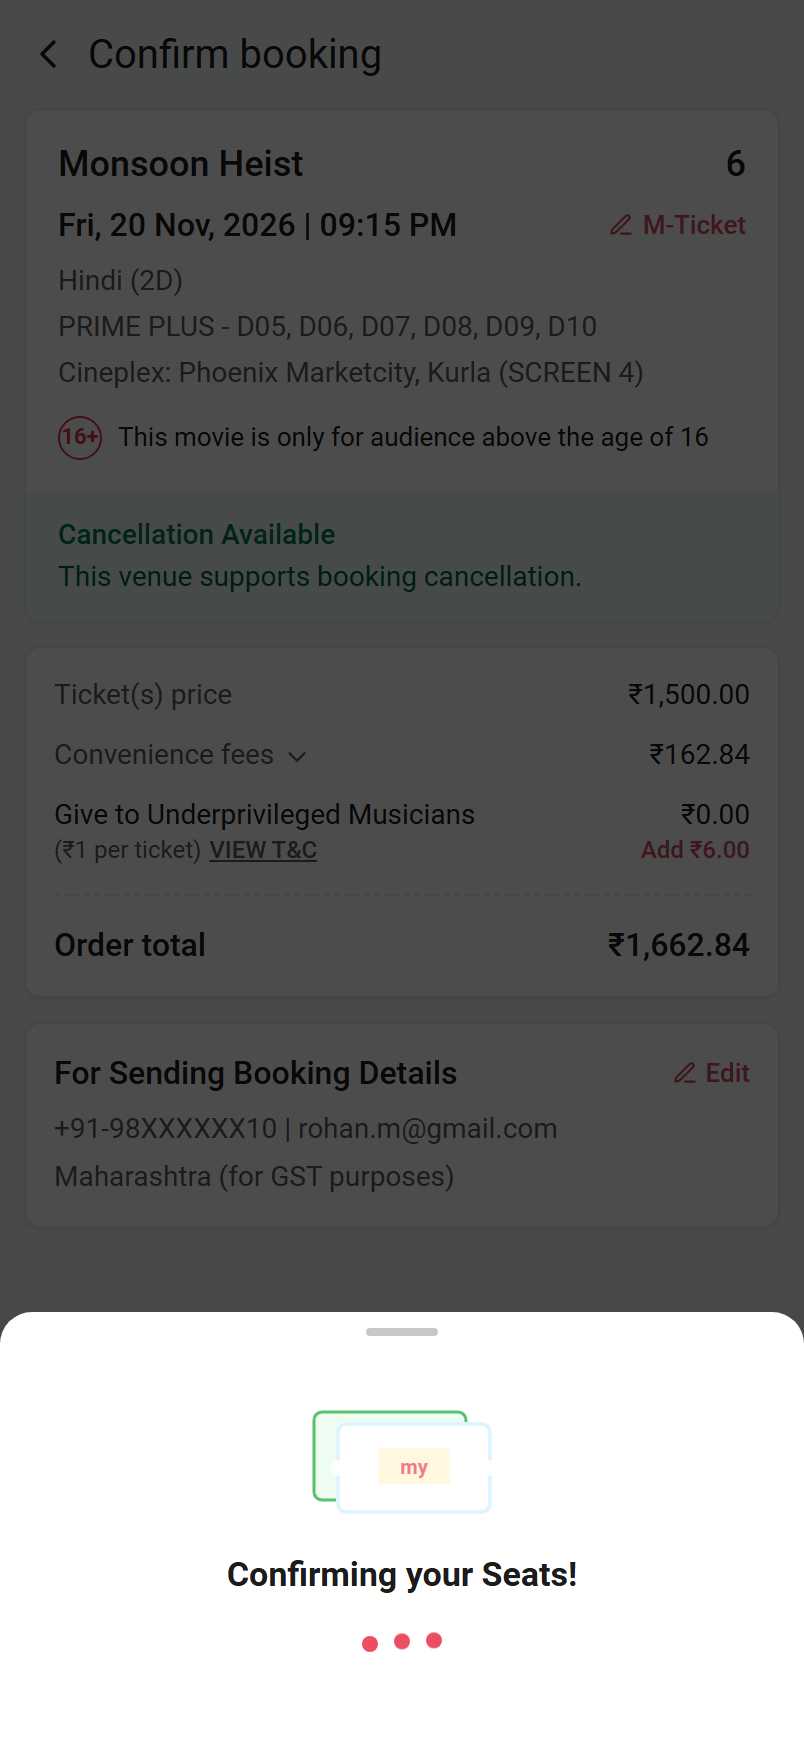 Confirm booking
Monsoon Heist 6
Fri, 20 Nov, 2026 | 09:15 PM M-Ticket
Hindi (2D)
PRIME PLUS - D05, D06, D07, D08, D09, D10
Cineplex: Phoenix Marketcity, Kurla (SCREEN 4)
16+ This movie is only for audience above the age of 16
Cancellation Available
This venue supports booking cancellation.
Ticket(s) price ₹1,500.00
Convenience fees ₹162.84
Give to Underprivileged Musicians ₹0.00
(₹1 per ticket) VIEW T&C Add ₹6.00
Order total ₹1,662.84
For Sending Booking Details Edit
+91-98XXXXXX10 | rohan.m@gmail.com
Maharashtra (for GST purposes)
my
Confirming your Seats!